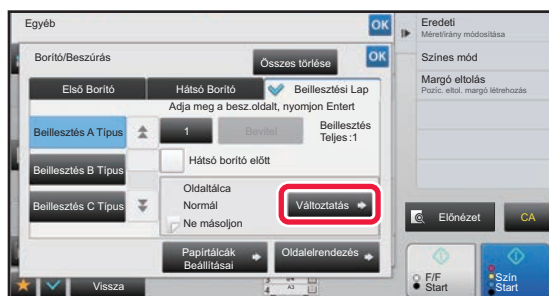 Egyéb
OK
Borító/Beszúrás
Összes törlése
OK
Első Borító
Hátsó Borító
Beillesztési Lap
Adja meg a besz.oldalt, nyomjon Entert
Beillesztés A Típus
1
Bevitel
Beillesztés
Teljes :1
Beillesztés B Típus
Hátsó borító előtt
Beillesztés C Típus
Oldaltálca
Normál
Ne másoljon
Változtatás
Papírtálcák
Beállításai
Oldalelrendezés
Vissza
A3
Eredeti
Méret/irány módosítása
Színes mód
Margó eltolás
Pozíc. eltol. margó létrehozás
Előnézet
CA
F/F
Start
Szín
Start